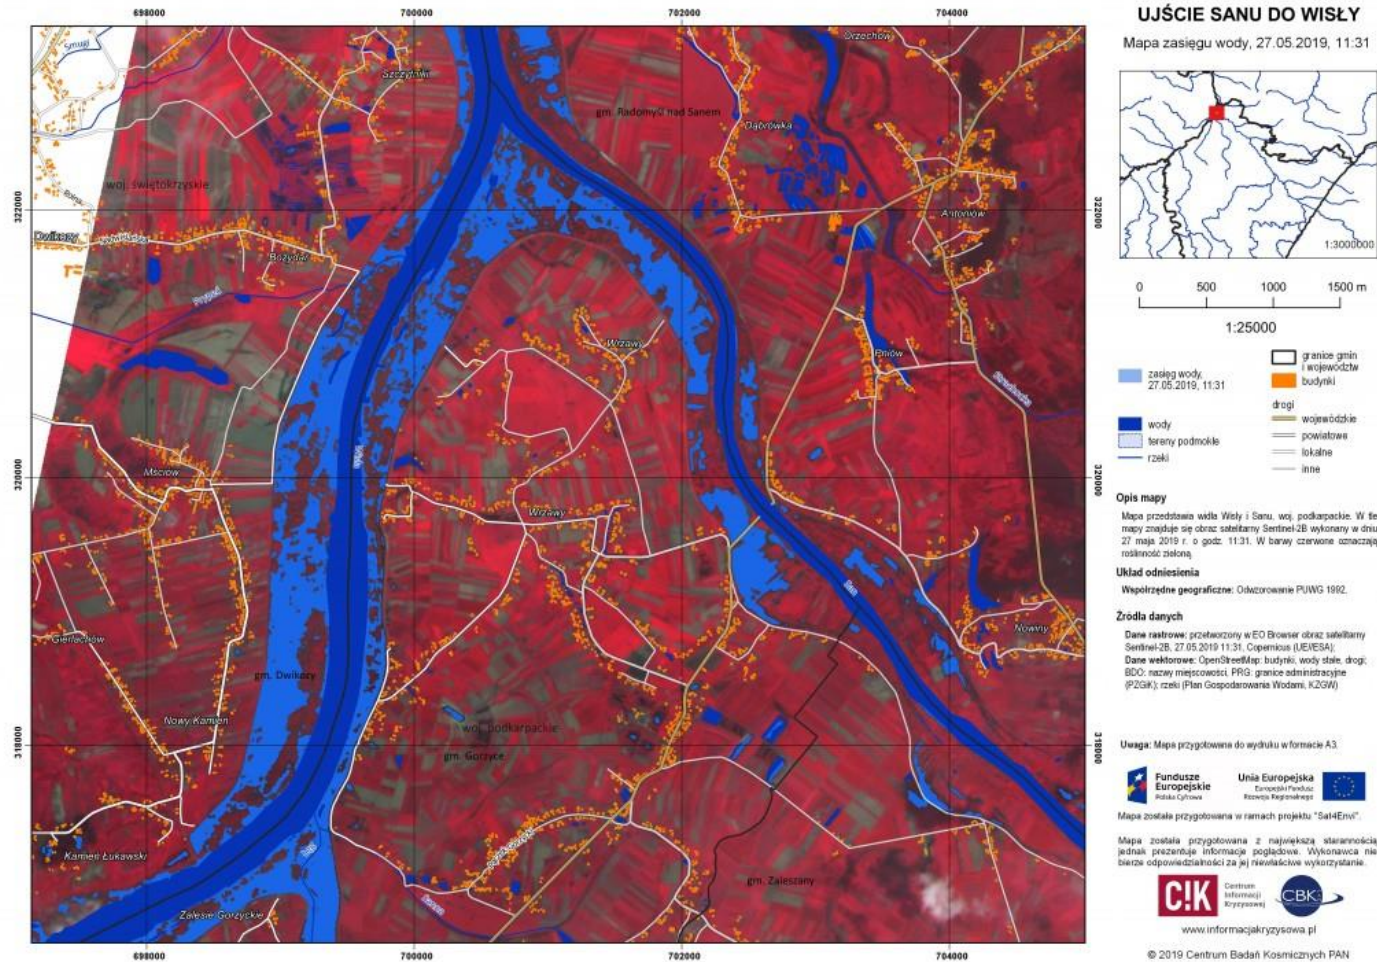 UJŚCIE SANU DO WISŁY
Mapa zasięgu wody, 27.05.2019, 11:31
1:3000000
0 500 1000 1500 m
1:25000
zasięg wody,
27.05.2019, 11:31
wody
tereny podmokłe
rzeki
granice gmin
i województw
budynki
drogi
wojewódzkie
powiatowe
lokalne
inne
Opis mapy
Mapa przedstawia widła Wisły i Sanu, woj. podkarpackie. W tle
mapy znajduje się obraz satelitarny Sentinel-2B wykonany w dniu
27 maja 2019 r. o godz. 11:31. W barwy czerwone oznaczają
roślinność zieloną.
Układ odniesienia
Współrzędne geograficzne: Odwzorowanie PUWG 1992.
Źródła danych
Dane rastrowe: przetworzony w EO Browser obraz satelitarny
Sentinel-2B, 27.05.2019 11:31, Copernicus (UE/ESA);
Dane wektorowe: OpenStreetMap: budynki, wody stałe, drogi;
BDO: nazwy miejscowości, PRG: granice administracyjne
(PZGiK); rzeki (Plan Gospodarowania Wodami, KZGW)
Uwaga: Mapa przygotowana do wydruku w formacie A3.
Fundusze
Europejskie
Polska Cyfrowa
Unia Europejska
Europejski Fundusz
Rozwoju Regionalnego
Mapa została przygotowana w ramach projektu "Sat4Envi".
Mapa została przygotowana z największą starannością
jednak prezentuje informacje poglądowe. Wykonawca nie
bierze odpowiedzialności za jej niewłaściwe wykorzystanie.
C!K
Centrum
Informacji
Kryzysowej
CBK
www.informacjakryzysowa.pl
© 2019 Centrum Badań Kosmicznych PAN
698000 700000 702000 704000
322000
320000
318000
322000
320000
318000
698000 700000 702000 704000
Smugi
Szczytniki
Orzechów
gm. Radomyśl nad Sanem
Dąbrówka
woj. świętokrzyskie
Antoniów
Dwikozy
Bożydar
Wrzawy
Pniów
Mściów
Wrzawy
San
Gierlachów
Nowiny
gm. Dwikozy
Nowy Kamień
woj. podkarpackie
gm. Gorzyce
Kamień Łukawski
gm. Zaleszany
Zalesie Gorzyckie